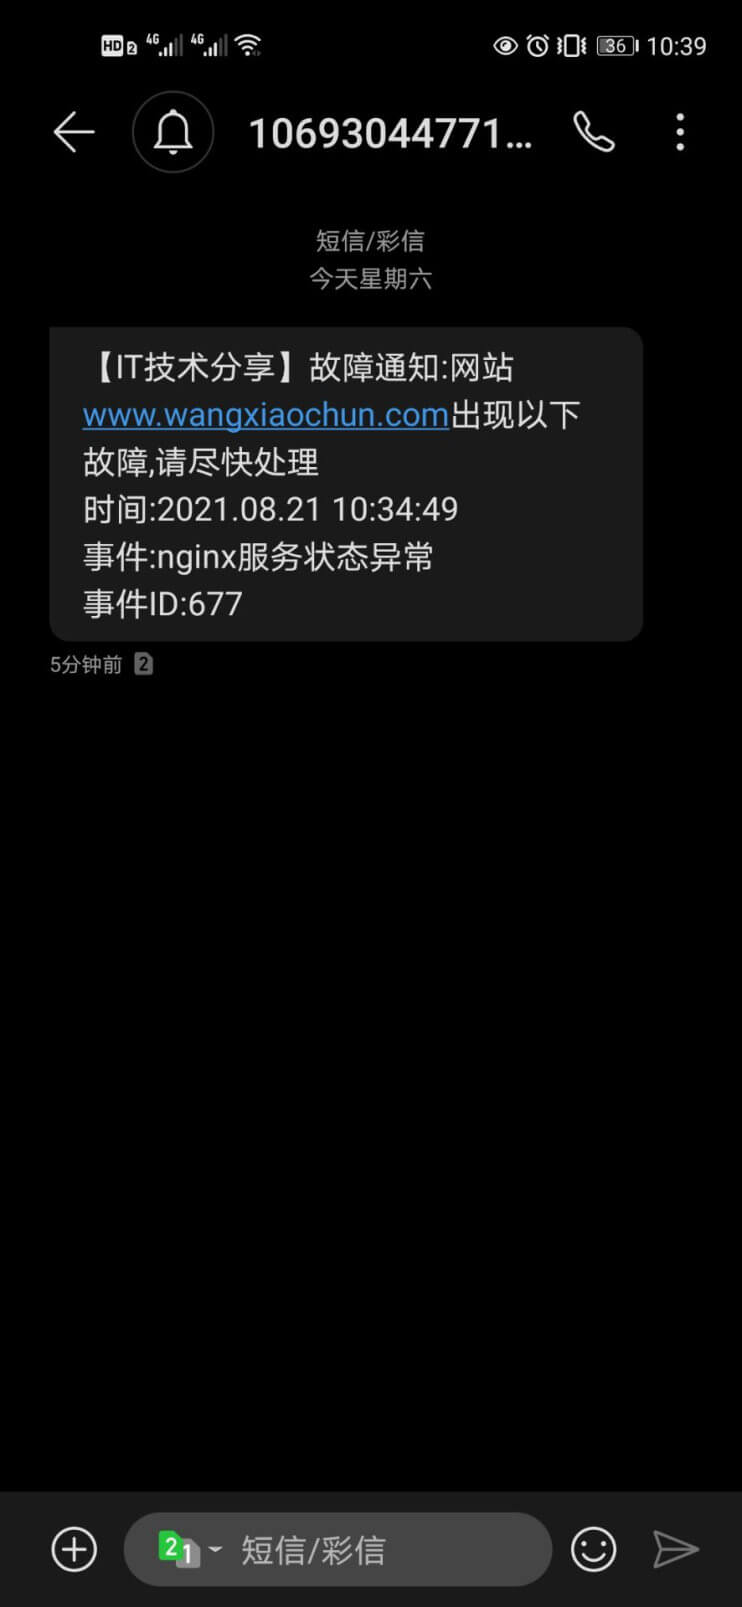 HD 2 4G 4G 36 10:39
10693044771...
短信/彩信
今天星期六
【IT技术分享】故障通知:网站
www.wangxiaochun.com出现以下
故障,请尽快处理
时间:2021.08.21 10:34:49
事件:nginx服务状态异常
事件ID:677
5分钟前 2
2 1 短信/彩信